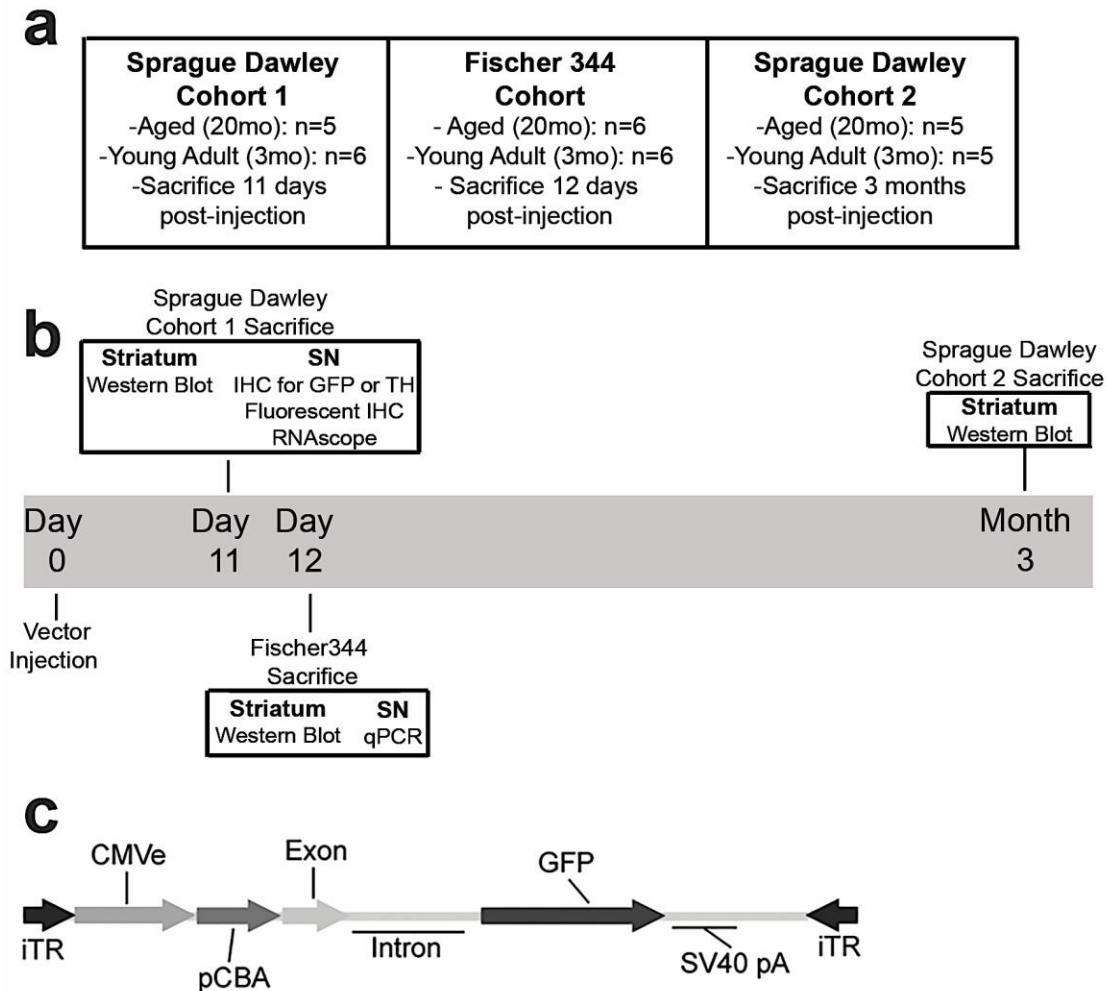 a
Sprague Dawley
Cohort 1
-Aged (20mo): n=5
-Young Adult (3mo): n=6
-Sacrifice 11 days
post-injection
Fischer 344
Cohort
- Aged (20mo): n=6
-Young Adult (3mo): n=6
- Sacrifice 12 days
post-injection
Sprague Dawley
Cohort 2
-Aged (20mo): n=5
-Young Adult (3mo): n=5
-Sacrifice 3 months
post-injection
b
Sprague Dawley
Cohort 1 Sacrifice
Striatum
Western Blot
SN
IHC for GFP or TH
Fluorescent IHC
RNAscope
Sprague Dawley
Cohort 2 Sacrifice
Striatum
Western Blot
Day
0
Day
11
Day
12
Month
3
Vector
Injection
Fischer344
Sacrifice
Striatum
Western Blot
SN
qPCR
c
iTR
CMVe
pCBA
Exon
Intron
GFP
SV40 pA
iTR